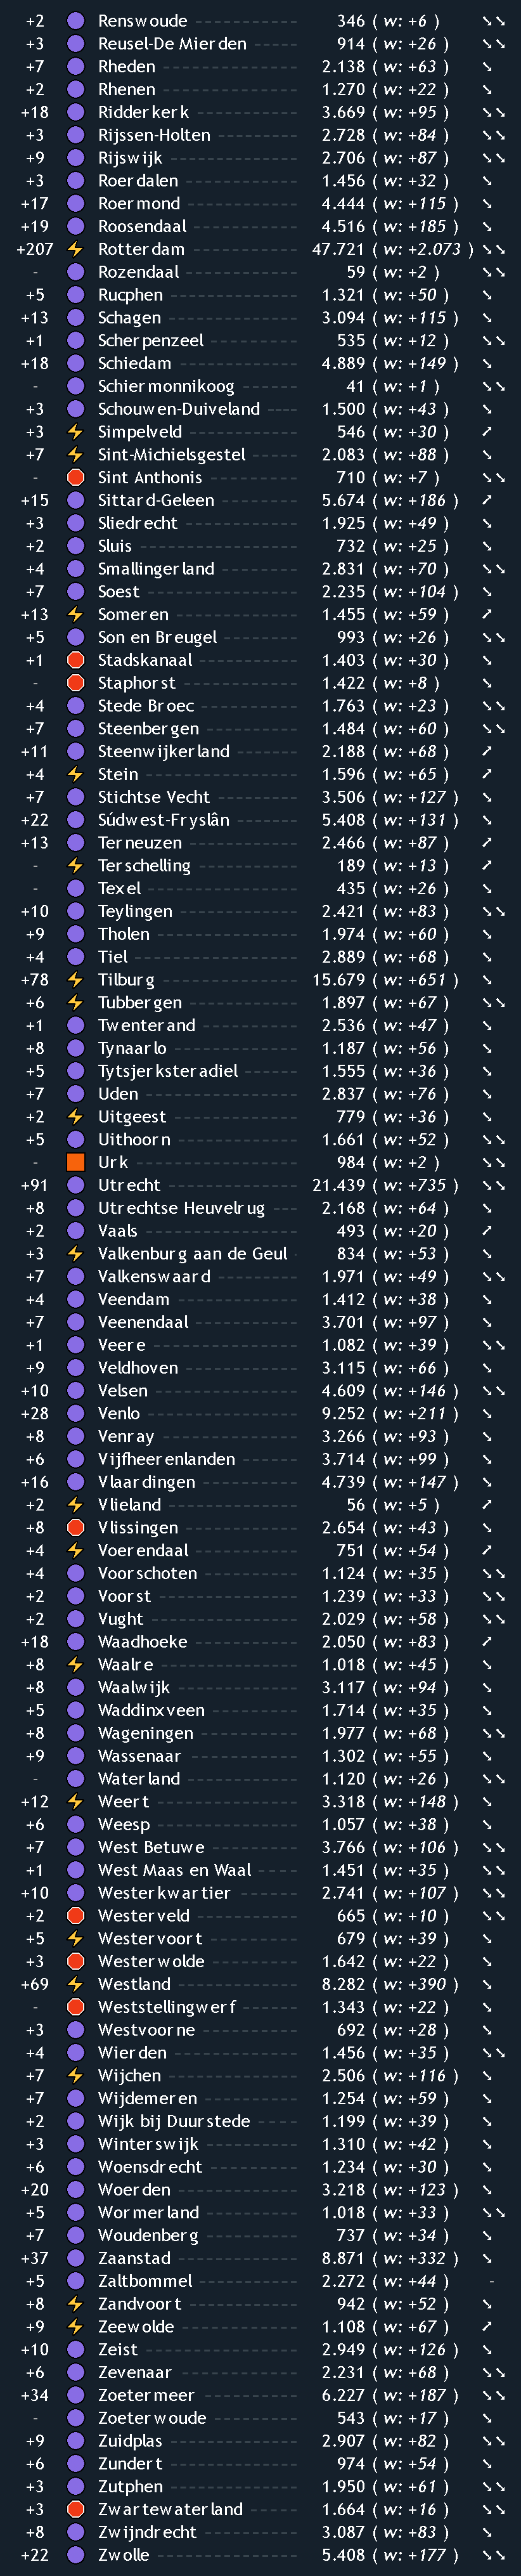 +2 Renswoude 346 ( w: +6 )
+3 Reusel-De Mierden 914 ( w: +26 )
+7 Rheden 2.138 ( w: +63 )
+2 Rhenen 1.270 ( w: +22 )
+18 Ridderkerk 3.669 ( w: +95 )
+3 Rijssen-Holten 2.728 ( w: +84 )
+9 Rijswijk 2.706 ( w: +87 )
+3 Roerdalen 1.456 ( w: +32 )
+17 Roermond 4.444 ( w: +115 )
+19 Roosendaal 4.516 ( w: +185 )
+207 Rotterdam 47.721 ( w: +2.073 )
- Rozendaal 59 ( w: +2 )
+5 Rucphen 1.321 ( w: +50 )
+13 Schagen 3.094 ( w: +115 )
+1 Scherpenzeel 535 ( w: +12 )
+18 Schiedam 4.889 ( w: +149 )
- Schiermonnikoog 41 ( w: +1 )
+3 Schouwen-Duiveland 1.500 ( w: +43 )
+3 Simpelveld 546 ( w: +30 )
+7 Sint-Michielsgestel 2.083 ( w: +88 )
- Sint Anthonis 710 ( w: +7 )
+15 Sittard-Geleen 5.674 ( w: +186 )
+3 Sliedrecht 1.925 ( w: +49 )
+2 Sluis 732 ( w: +25 )
+4 Smallingerland 2.831 ( w: +70 )
+7 Soest 2.235 ( w: +104 )
+13 Someren 1.455 ( w: +59 )
+5 Son en Breugel 993 ( w: +26 )
+1 Stadskanaal 1.403 ( w: +30 )
- Staphorst 1.422 ( w: +8 )
+4 Stede Broec 1.763 ( w: +23 )
+7 Steenbergen 1.484 ( w: +60 )
+11 Steenwijkerland 2.188 ( w: +68 )
+4 Stein 1.596 ( w: +65 )
+7 Stichtse Vecht 3.506 ( w: +127 )
+22 Súdwest-Fryslân 5.408 ( w: +131 )
+13 Terneuzen 2.466 ( w: +87 )
- Terschelling 189 ( w: +13 )
- Texel 435 ( w: +26 )
+10 Teylingen 2.421 ( w: +83 )
+9 Tholen 1.974 ( w: +60 )
+4 Tiel 2.889 ( w: +68 )
+78 Tilburg 15.679 ( w: +651 )
+6 Tubbergen 1.897 ( w: +67 )
+1 Twenterand 2.536 ( w: +47 )
+8 Tynaarlo 1.187 ( w: +56 )
+5 Tytsjerksteradiel 1.555 ( w: +36 )
+7 Uden 2.837 ( w: +76 )
+2 Uitgeest 779 ( w: +36 )
+5 Uithoorn 1.661 ( w: +52 )
- Urk 984 ( w: +2 )
+91 Utrecht 21.439 ( w: +735 )
+8 Utrechtse Heuvelrug 2.168 ( w: +64 )
+2 Vaals 493 ( w: +20 )
+3 Valkenburg aan de Geul 834 ( w: +53 )
+7 Valkenswaard 1.971 ( w: +49 )
+4 Veendam 1.412 ( w: +38 )
+7 Veenendaal 3.701 ( w: +97 )
+1 Veere 1.082 ( w: +39 )
+9 Veldhoven 3.115 ( w: +66 )
+10 Velsen 4.609 ( w: +146 )
+28 Venlo 9.252 ( w: +211 )
+8 Venray 3.266 ( w: +93 )
+6 Vijfheerenlanden 3.714 ( w: +99 )
+16 Vlaardingen 4.739 ( w: +147 )
+2 Vlieland 56 ( w: +5 )
+8 Vlissingen 2.654 ( w: +43 )
+4 Voerendaal 751 ( w: +54 )
+4 Voorschoten 1.124 ( w: +35 )
+2 Voorst 1.239 ( w: +33 )
+2 Vught 2.029 ( w: +58 )
+18 Waadhoeke 2.050 ( w: +83 )
+8 Waalre 1.018 ( w: +45 )
+8 Waalwijk 3.117 ( w: +94 )
+5 Waddinxveen 1.714 ( w: +35 )
+8 Wageningen 1.977 ( w: +68 )
+9 Wassenaar 1.302 ( w: +55 )
- Waterland 1.120 ( w: +26 )
+12 Weert 3.318 ( w: +148 )
+6 Weesp 1.057 ( w: +38 )
+7 West Betuwe 3.766 ( w: +106 )
+1 West Maas en Waal 1.451 ( w: +35 )
+10 Westerkwartier 2.741 ( w: +107 )
+2 Westerveld 665 ( w: +10 )
+5 Westervoort 679 ( w: +39 )
+3 Westerwolde 1.642 ( w: +22 )
+69 Westland 8.282 ( w: +390 )
- Weststellingwerf 1.343 ( w: +22 )
+3 Westvoorne 692 ( w: +28 )
+4 Wierden 1.456 ( w: +35 )
+7 Wijchen 2.506 ( w: +116 )
+7 Wijdemeren 1.254 ( w: +59 )
+2 Wijk bij Duurstede 1.199 ( w: +39 )
+3 Winterswijk 1.310 ( w: +42 )
+6 Woensdrecht 1.234 ( w: +30 )
+20 Woerden 3.218 ( w: +123 )
+5 Wormerland 1.018 ( w: +33 )
+7 Woudenberg 737 ( w: +34 )
+37 Zaanstad 8.871 ( w: +332 )
+5 Zaltbommel 2.272 ( w: +44 ) -
+8 Zandvoort 942 ( w: +52 )
+9 Zeewolde 1.108 ( w: +67 )
+10 Zeist 2.949 ( w: +126 )
+6 Zevenaar 2.231 ( w: +68 )
+34 Zoetermeer 6.227 ( w: +187 )
- Zoeterwoude 543 ( w: +17 )
+9 Zuidplas 2.907 ( w: +82 )
+6 Zundert 974 ( w: +54 )
+3 Zutphen 1.950 ( w: +61 )
+3 Zwartewaterland 1.664 ( w: +16 )
+8 Zwijndrecht 3.087 ( w: +83 )
+22 Zwolle 5.408 ( w: +177 )